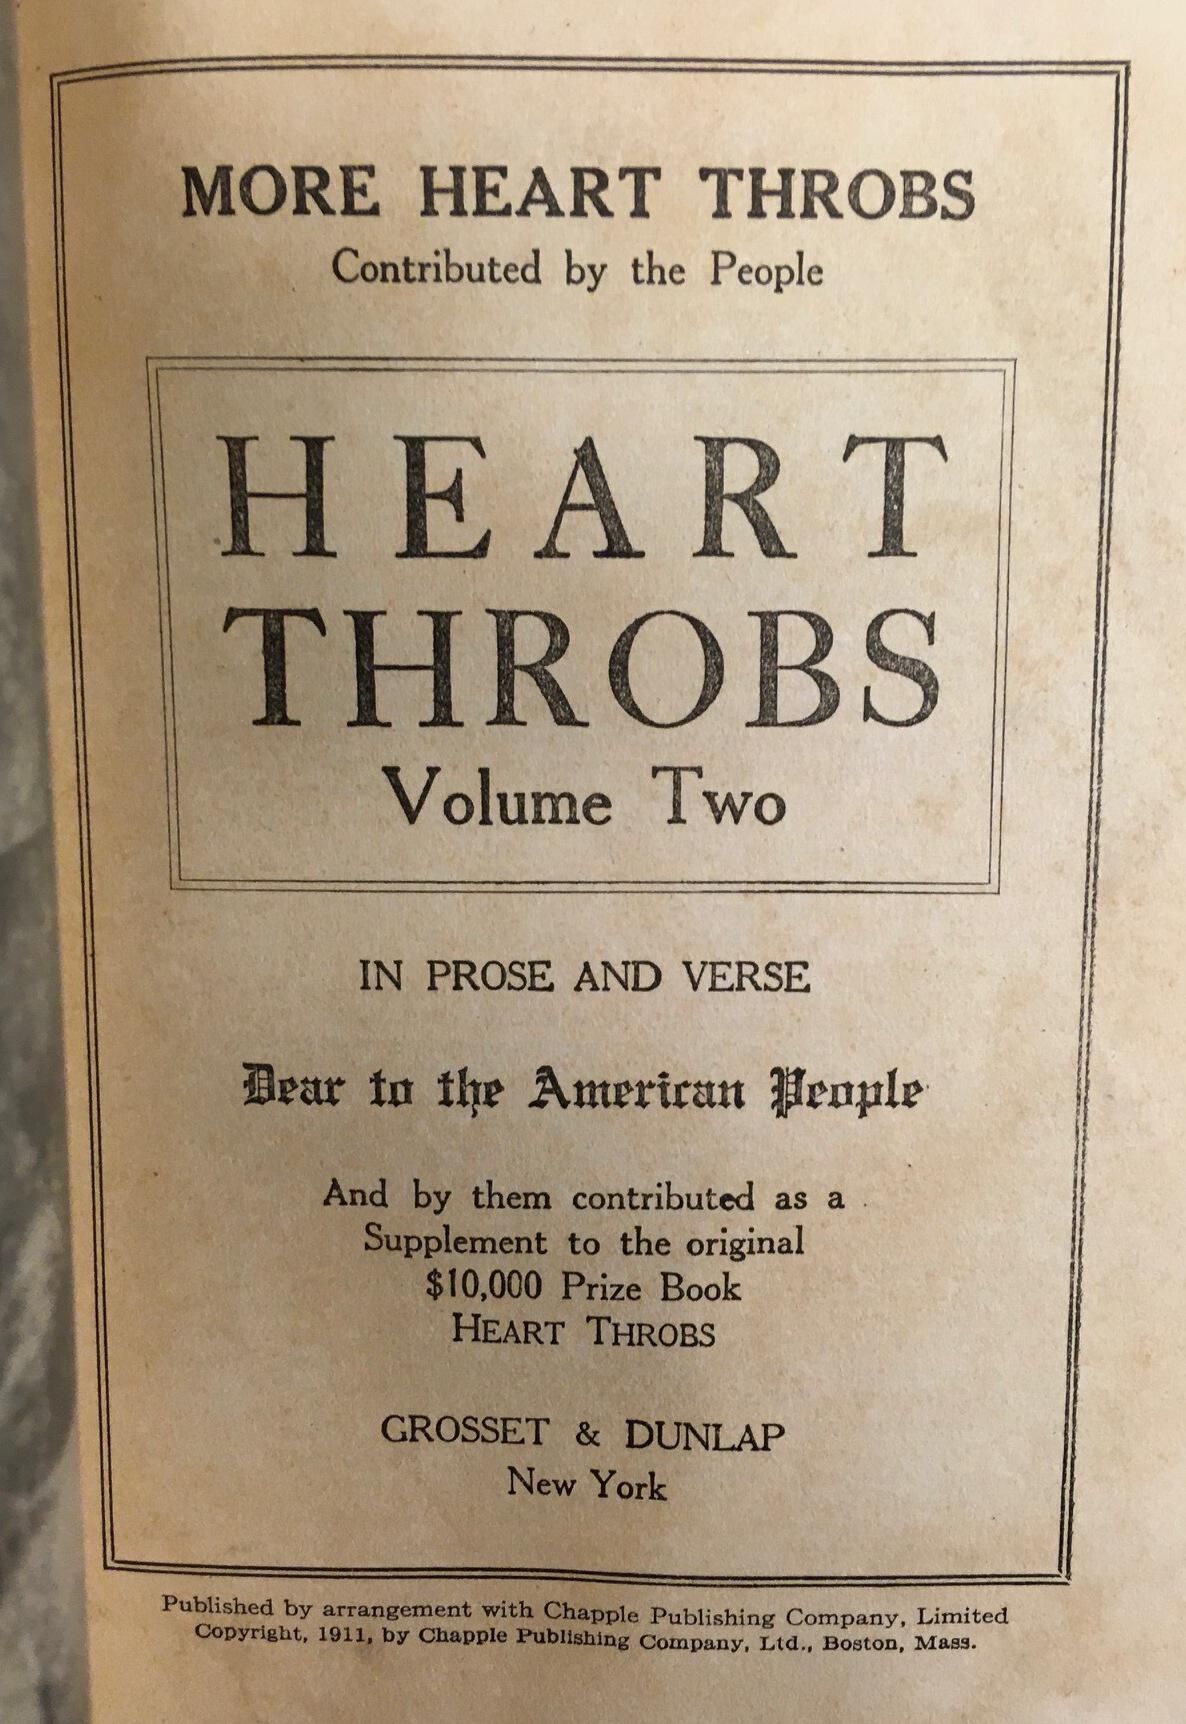 MORE HEART THROBS
Contributed by the People
HEART
THROBS
Volume Two
IN PROSE AND VERSE
Dear to the American People
And by them contributed as a
Supplement to the original
$10,000 Prize Book
HEART THROBS
GROSSET & DUNLAP
New York
Published by arrangement with Chapple Publishing Company, Limited
Copyright, 1911, by Chapple Publishing Company, Ltd., Boston, Mass.